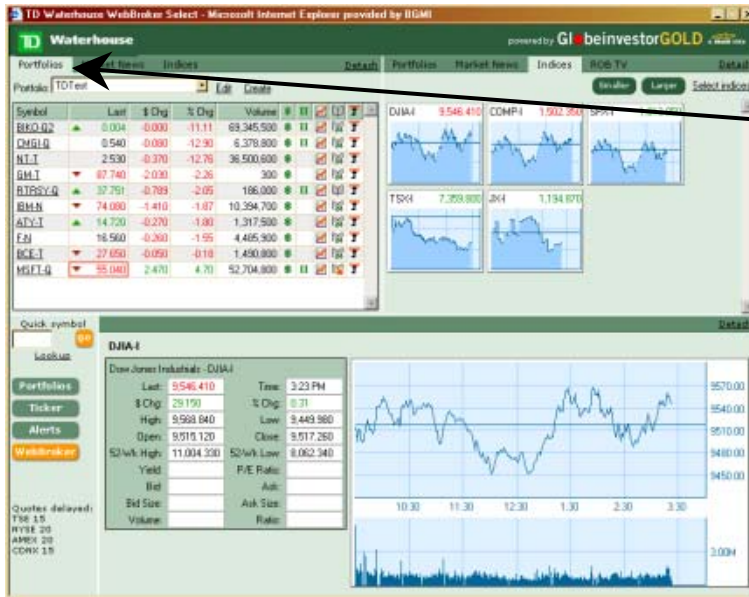 TD Waterhouse WebBroker Select - Microsoft Internet Explorer provided by BGMI
TD Waterhouse
powered by GlobeinvestorGOLD
Portfolios Market News Indices Detach
Portfolio: TDTest Edit Create
Symbol Last $ Chg % Chg Volume
BIKO-Q2 0.004 -0.000 -11.11 69,345,500
CMGI-Q 0.540 -0.080 -12.90 6,378,800
NT-T 2.530 -0.370 -12.76 36,500,600
GM-T 87.740 -2.030 -2.26 300
RTRSY-Q 37.751 -0.789 -2.05 186,000
IBM-N 74.080 -1.410 -1.87 10,394,700
ATY-T 14.720 -0.270 -1.80 1,317,500
F-N 16.560 -0.260 -1.55 4,485,900
BCE-T 27.650 -0.050 -0.18 1,490,800
MSFT-Q 55.040 2.470 4.70 52,704,800
Portfolios Market News Indices ROB TV Detach
Smaller Larger Select indices
DJIA-I 9,546.410 COMP-I 1,502.350 SPX-I
TSX-I 7,359.800 JX-I 1,194.870
Quick symbol
GO
Lookup
Portfolios
Ticker
Alerts
WebBroker
Quotes delayed:
TSE 15
NYSE 20
AMEX 20
CDNX 15
Detach
DJIA-I
Dow Jones Industrials - DJIA-I
Last: 9,546.410 Time: 3:23 PM
$ Chg: 29.150 % Chg: 0.31
High: 9,568.840 Low: 9,449.980
Open: 9,515.120 Close: 9,517.260
52/Wk High: 11,004.330 52/Wk Low: 8,062.340
Yield: P/E Ratio:
Bid: Ask:
Bid Size: Ask Size:
Volume: Ratio:
9570.00
9540.00
9510.00
9480.00
9450.00
10:30 11:30 12:30 1:30 2:30 3:30
3.00M